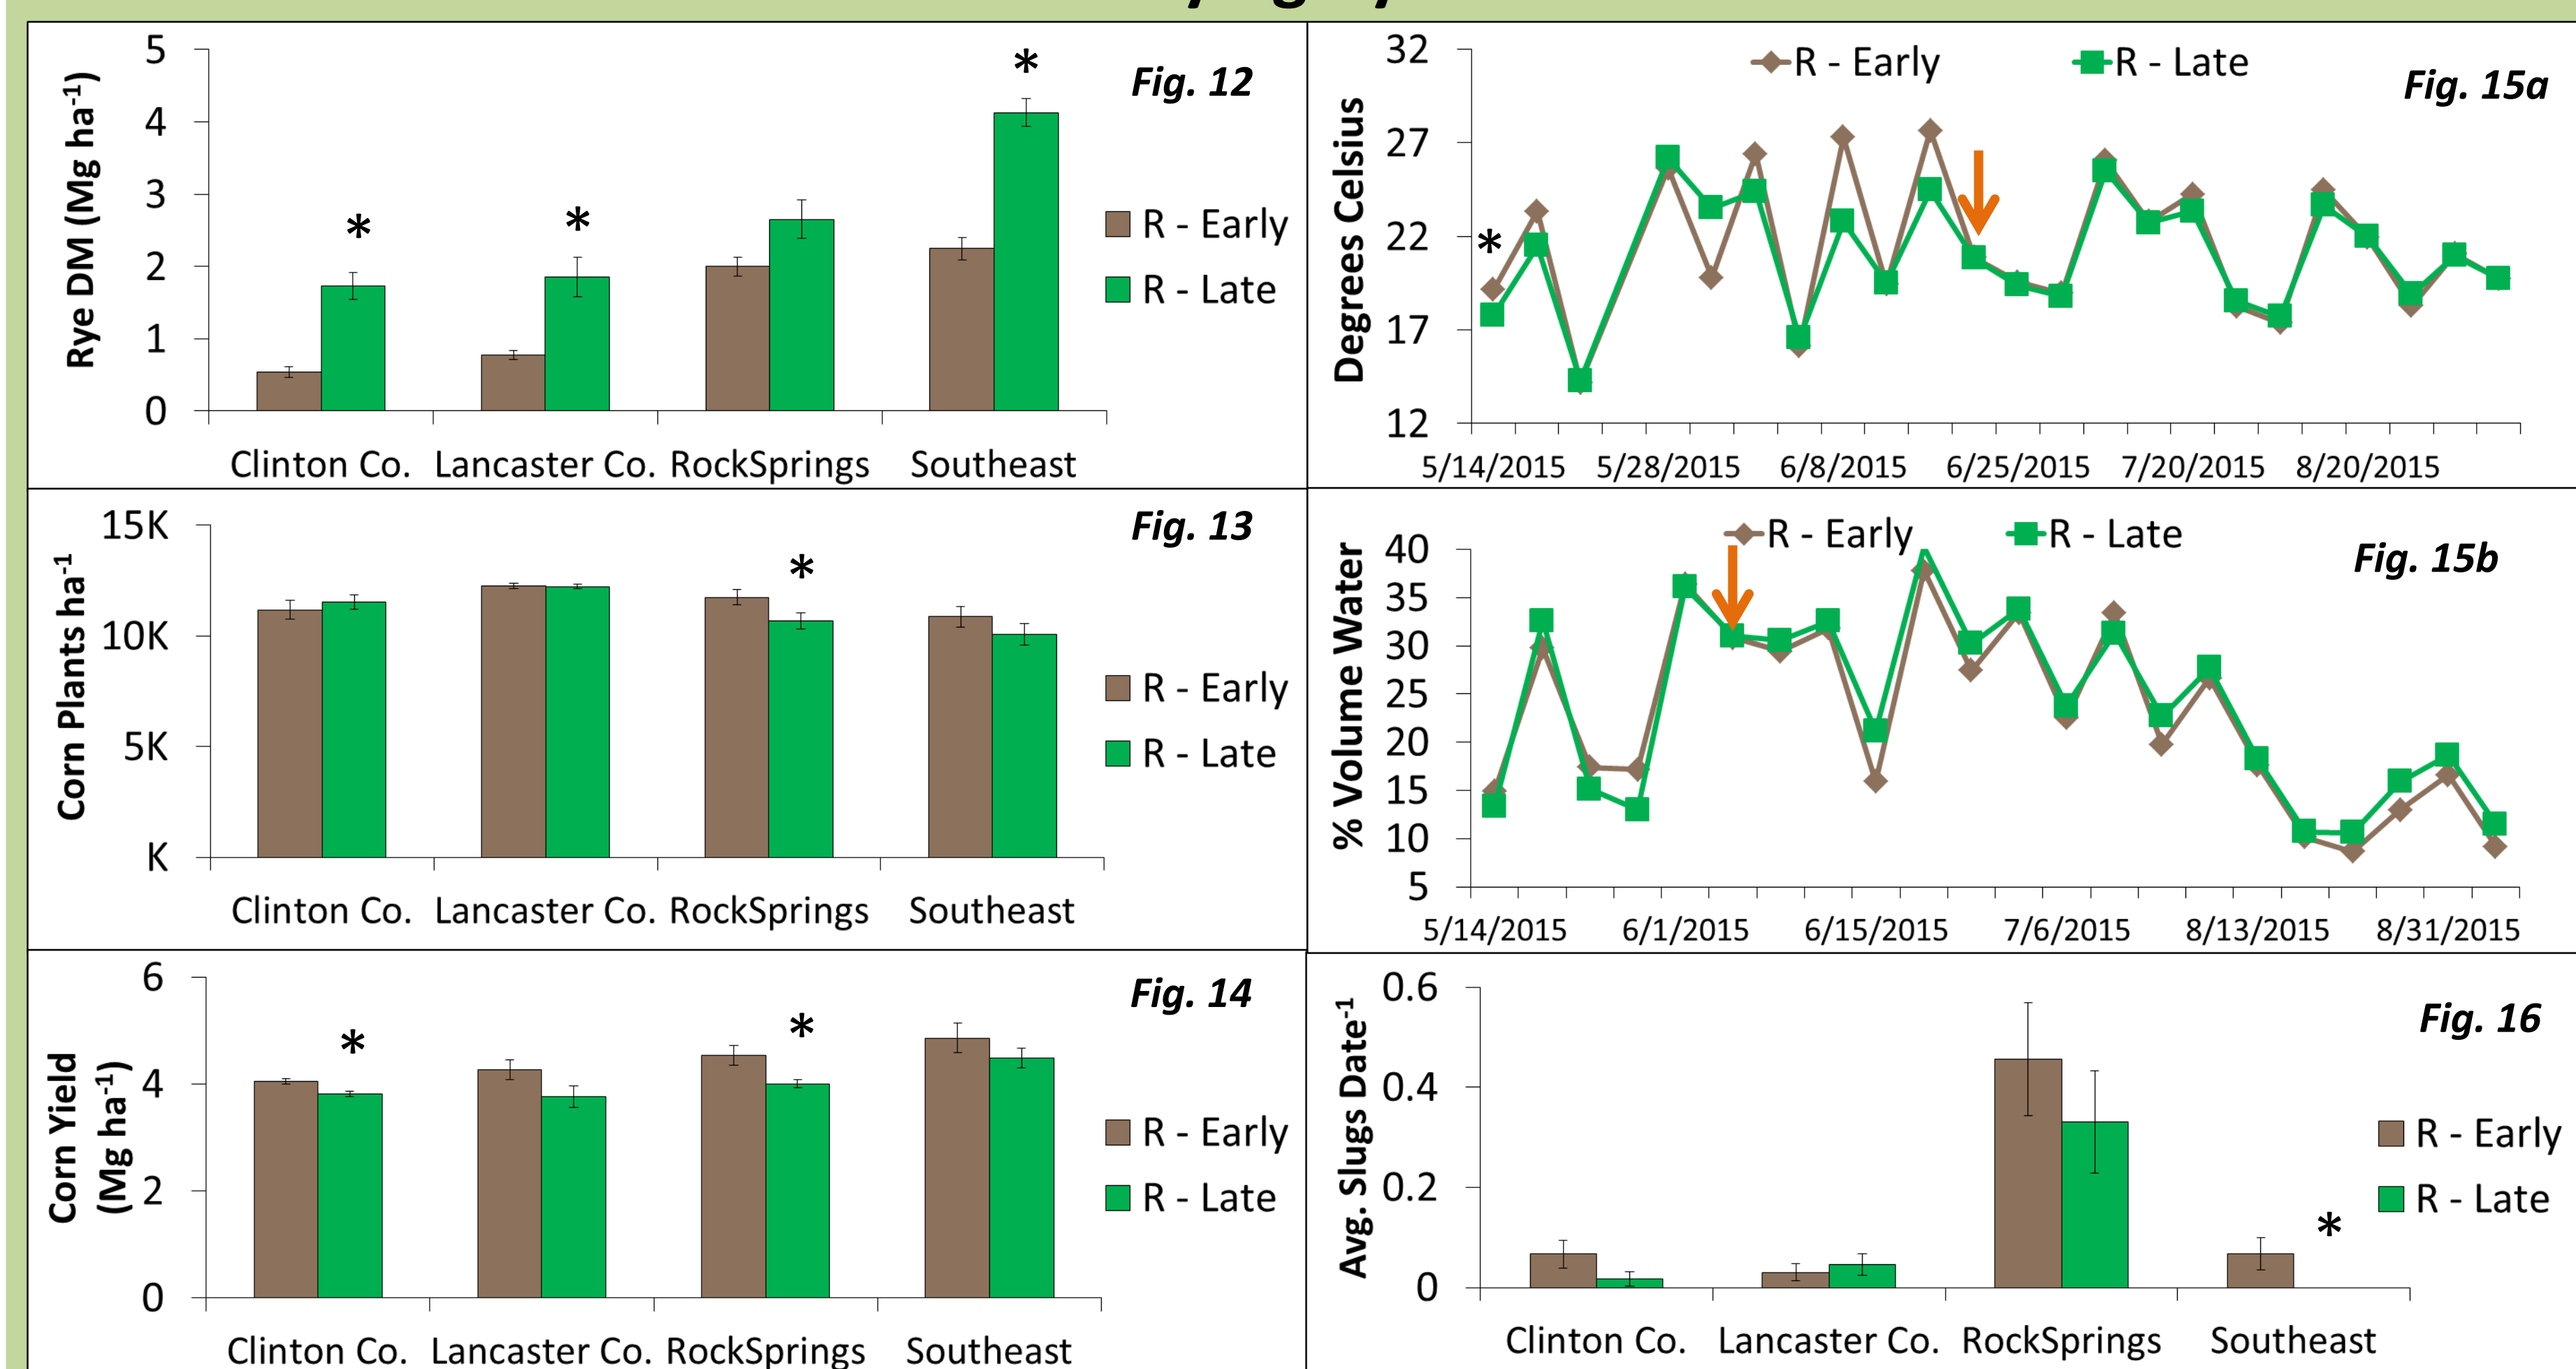 Fig. 12
Rye DM (Mg ha-1)
5
4
3
2
1
0
*
*
*
R - Early
R - Late
Clinton Co.
Lancaster Co.
RockSprings
Southeast
Fig. 15a
Degrees Celsius
32
27
22
17
12
R - Early
R - Late
*
5/14/2015
5/28/2015
6/8/2015
6/25/2015
7/20/2015
8/20/2015
Fig. 13
Corn Plants ha-1
15K
10K
5K
K
*
R - Early
R - Late
Clinton Co.
Lancaster Co.
RockSprings
Southeast
Fig. 15b
% Volume Water
40
35
30
25
20
15
10
5
R - Early
R - Late
5/14/2015
6/1/2015
6/15/2015
7/6/2015
8/13/2015
8/31/2015
Fig. 14
Corn Yield
(Mg ha-1)
6
4
2
0
*
*
R - Early
R - Late
Clinton Co.
Lancaster Co.
RockSprings
Southeast
Fig. 16
Avg. Slugs Date-1
0.6
0.4
0.2
0
*
R - Early
R - Late
Clinton Co.
Lancaster Co.
RockSprings
Southeast